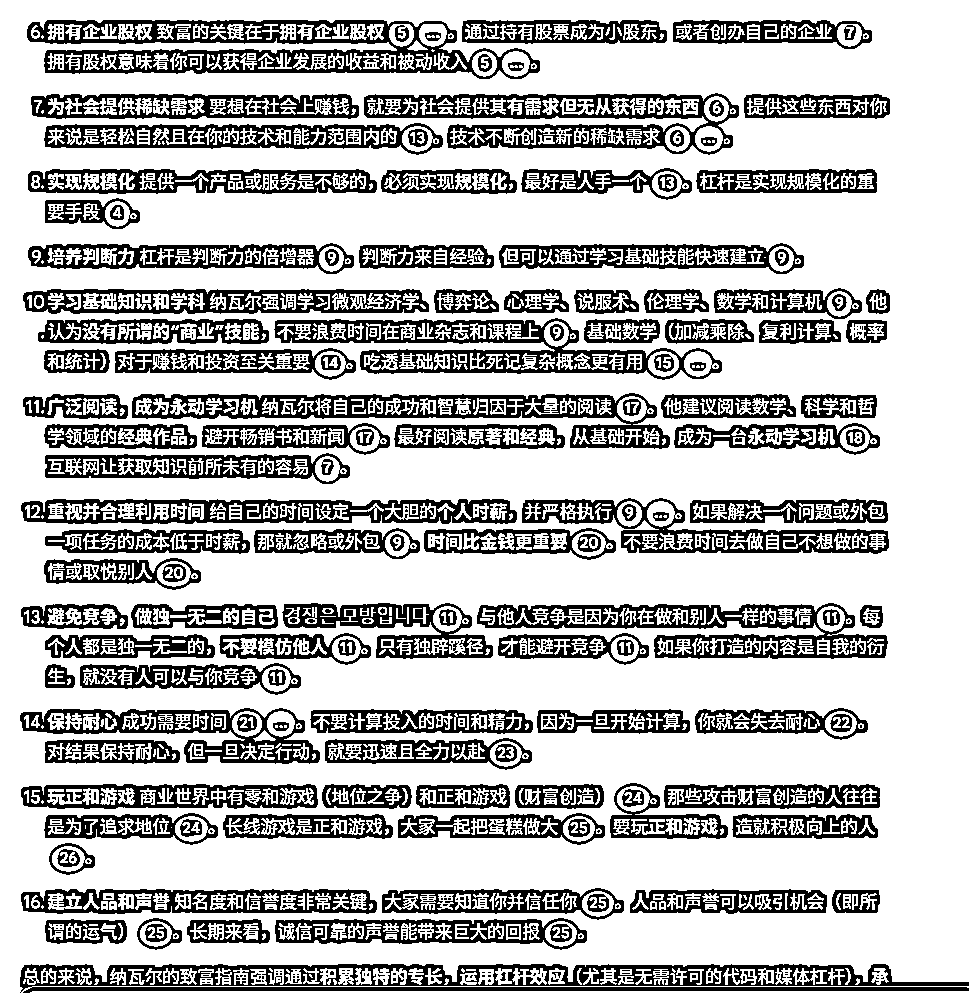 6. 拥有企业股权 致富的关键在于拥有企业股权 5 ... 。通过持有股票成为小股东，或者创办自己的企业 7 。
拥有股权意味着你可以获得企业发展的收益和被动收入 5 ... 。
7. 为社会提供稀缺需求 要想在社会上赚钱，就要为社会提供其有需求但无从获得的东西 6 。提供这些东西对你
来说是轻松自然且在你的技术和能力范围内的 13 。技术不断创造新的稀缺需求 6 ... 。
8. 实现规模化 提供一个产品或服务是不够的，必须实现规模化，最好是人手一个 13 。杠杆是实现规模化的重
要手段 4 。
9. 培养判断力 杠杆是判断力的倍增器 9 。判断力来自经验，但可以通过学习基础技能快速建立 9 。
10 学习基础知识和学科 纳瓦尔强调学习微观经济学、博弈论、心理学、说服术、伦理学、数学和计算机 9 。他
. 认为没有所谓的“商业”技能，不要浪费时间在商业杂志和课程上 9 。基础数学（加减乘除、复利计算、概率
和统计）对于赚钱和投资至关重要 14 。吃透基础知识比死记复杂概念更有用 15 ... 。
11. 广泛阅读，成为永动学习机 纳瓦尔将自己的成功和智慧归因于大量的阅读 17 。他建议阅读数学、科学和哲
学领域的经典作品，避开畅销书和新闻 17 。最好阅读原著和经典，从基础开始，成为一台永动学习机 18 。
互联网让获取知识前所未有的容易 7 。
12. 重视并合理利用时间 给自己的时间设定一个大胆的个人时薪，并严格执行 9 ... 。如果解决一个问题或外包
一项任务的成本低于时薪，那就忽略或外包 9 。时间比金钱更重要 20 。不要浪费时间去做自己不想做的事
情或取悦别人 20 。
13. 避免竞争，做独一无二的自己 경쟁은 모방입니다 11 。与他人竞争是因为你在做和别人一样的事情 11 。每
个人都是独一无二的，不要模仿他人 11 。只有独辟蹊径，才能避开竞争 11 。如果你打造的内容是自我的衍
生，就没有人可以与你竞争 11 。
14. 保持耐心 成功需要时间 21 ... 。不要计算投入的时间和精力，因为一旦开始计算，你就会失去耐心 22 。
对结果保持耐心，但一旦决定行动，就要迅速且全力以赴 23 。
15. 玩正和游戏 商业世界中有零和游戏（地位之争）和正和游戏（财富创造） 24 。那些攻击财富创造的人往往
是为了追求地位 24 。长线游戏是正和游戏，大家一起把蛋糕做大 25 。要玩正和游戏，造就积极向上的人
26 。
16. 建立人品和声誉 知名度和信誉度非常关键，大家需要知道你并信任你 25 。人品和声誉可以吸引机会（即所
谓的运气） 25 。长期来看，诚信可靠的声誉能带来巨大的回报 25 。
总的来说，纳瓦尔的致富指南强调通过积累独特的专长，运用杠杆效应（尤其是无需许可的代码和媒体杠杆），承